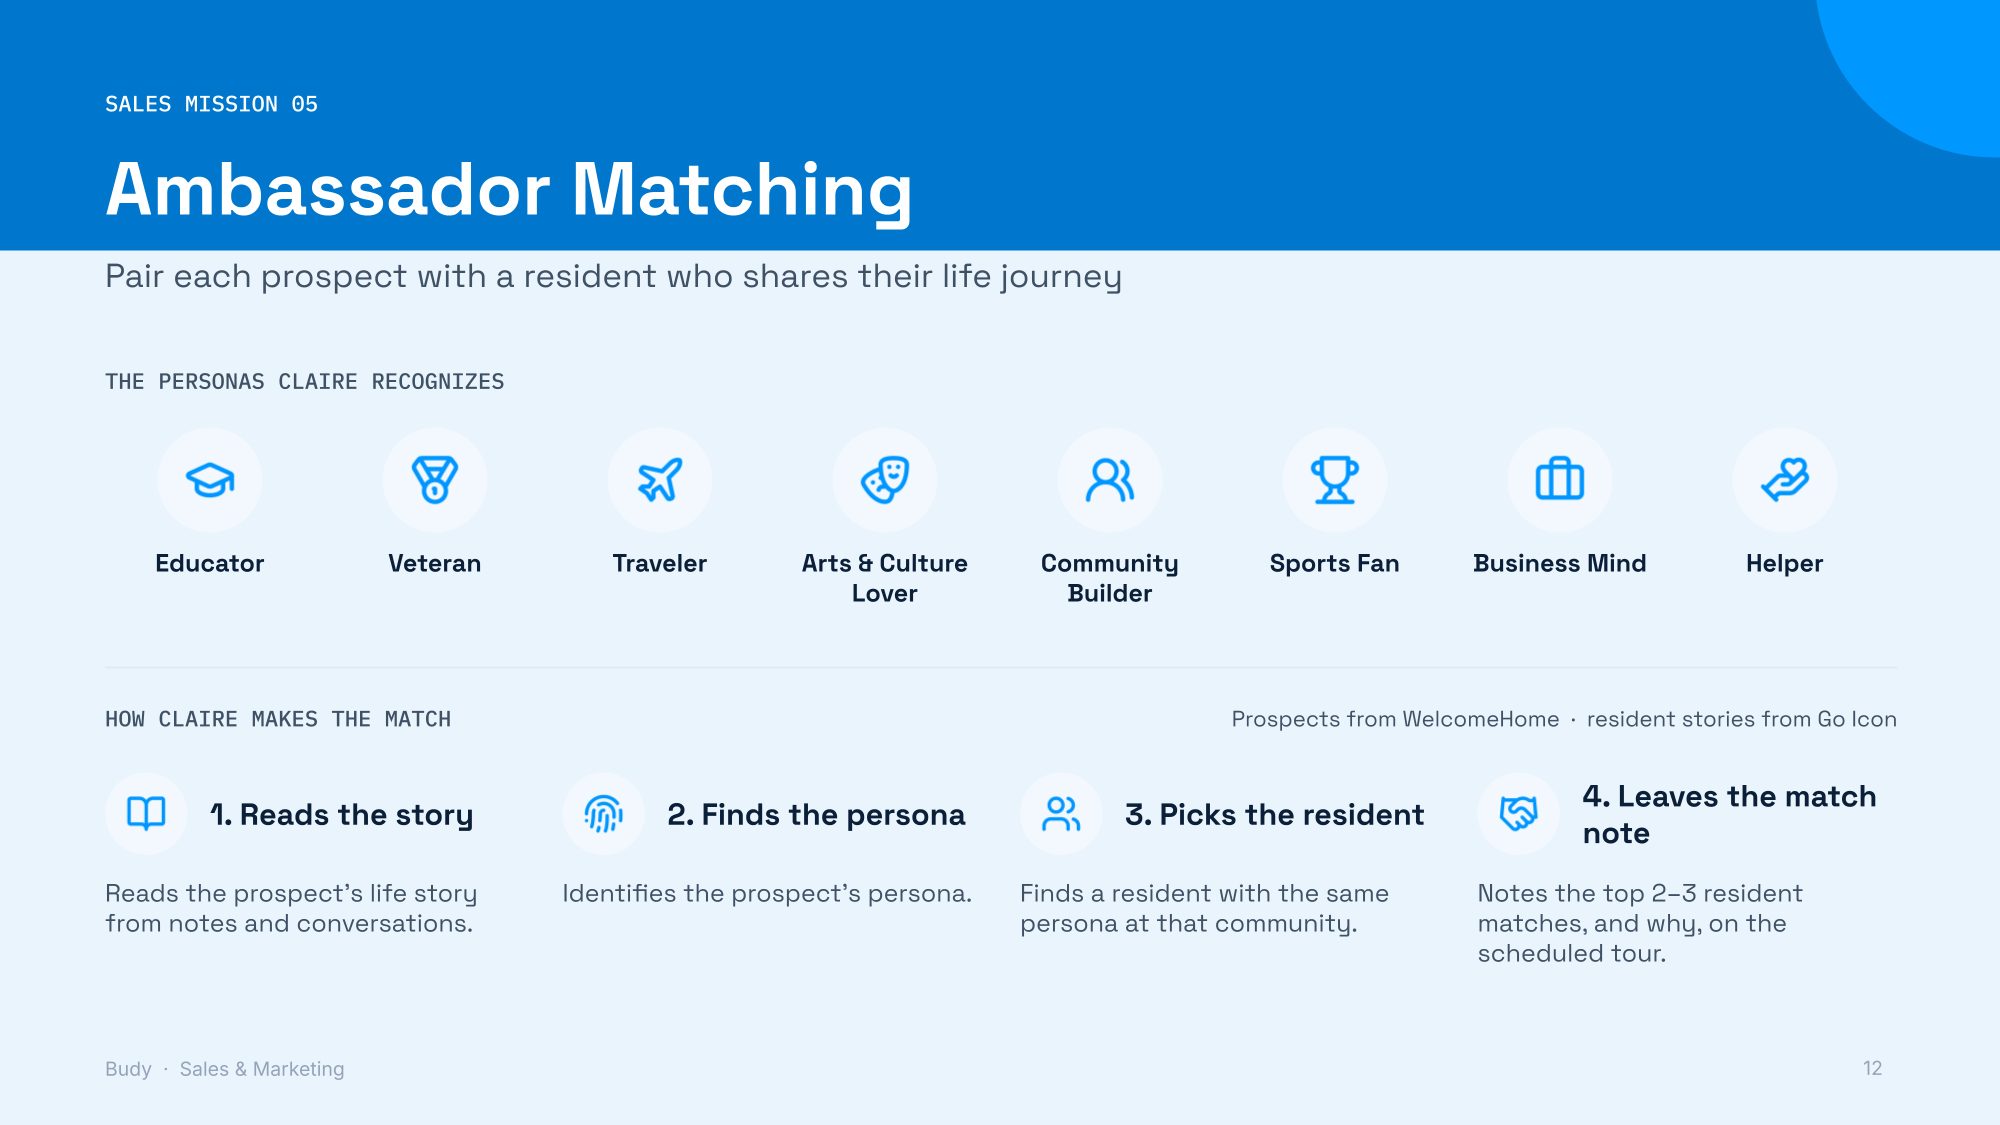 SALES MISSION 05
Ambassador Matching
Pair each prospect with a resident who shares their life journey
THE PERSONAS CLAIRE RECOGNIZES
Educator
Veteran
Traveler
Arts & Culture
Lover
Community
Builder
Sports Fan
Business Mind
Helper
HOW CLAIRE MAKES THE MATCH
Prospects from WelcomeHome · resident stories from Go Icon
1. Reads the story
Reads the prospect’s life story
from notes and conversations.
2. Finds the persona
Identifies the prospect’s persona.
3. Picks the resident
Finds a resident with the same
persona at that community.
4. Leaves the match
note
Notes the top 2–3 resident
matches, and why, on the
scheduled tour.
Budy · Sales & Marketing
12